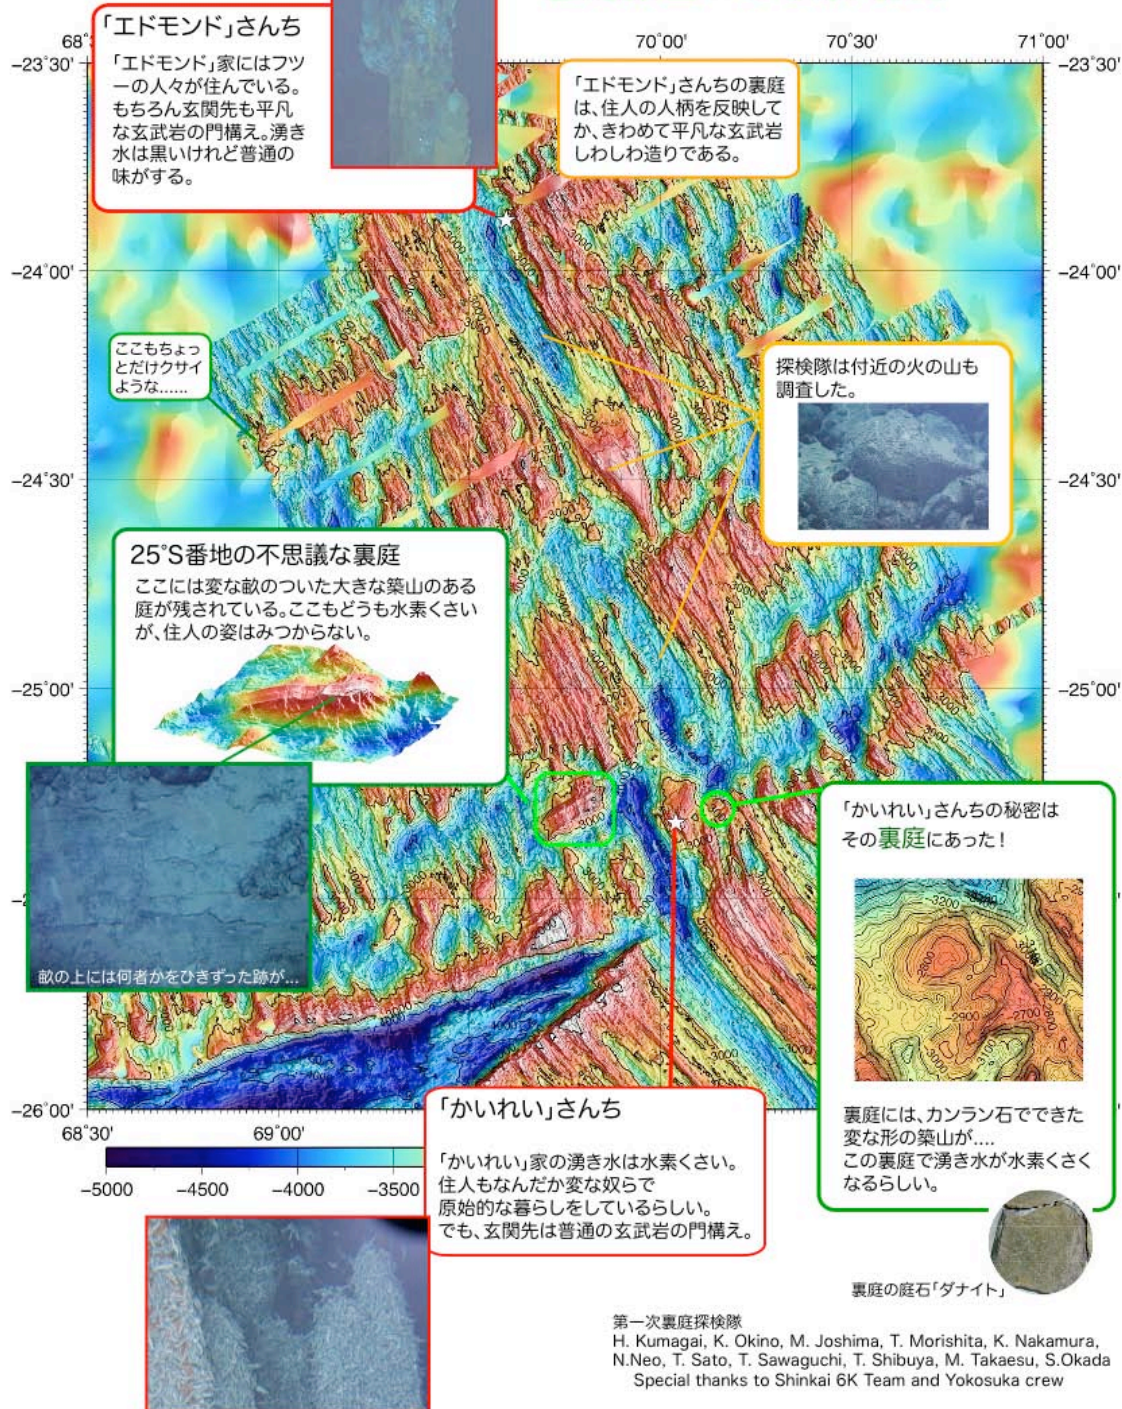 「エドモンド」さんち
「エドモンド」家にはフツ
ーの人々が住んでいる。
もちろん玄関先も平凡
な玄武岩の門構え。湧き
水は黒いけれど普通の
味がする。
70°00'
70°30'
71°00'
−23°30'
−23°30'
「エドモンド」さんちの裏庭
は、住人の人柄を反映して
か、きわめて平凡な玄武岩
しわしわ造りである。
−24°00'
−24°00'
ここもちょっ
とだけクサイ
ような......
探検隊は付近の火の山も
調査した。
−24°30'
−24°30'
25°S番地の不思議な裏庭
ここには変な畝のついた大きな築山のある
庭が残されている。ここもどうも水素くさい
が、住人の姿はみつからない。
−25°00'
−25°00'
畝の上には何者かをひきずった跡が...
「かいれい」さんちの秘密は
その裏庭にあった！
−3200
−2800
−2900
−2700
裏庭には、カンラン石でできた
変な形の築山が....
この裏庭で湧き水が水素くさく
なるらしい。
裏庭の庭石「ダナイト」
−26°00'
68°30'
69°00'
−5000
−4500
−4000
−3500
「かいれい」さんち
「かいれい」家の湧き水は水素くさい。
住人もなんだか変な奴らで
原始的な暮らしをしているらしい。
でも、玄関先は普通の玄武岩の門構え。
第一次裏庭探検隊
H. Kumagai, K. Okino, M. Joshima, T. Morishita, K. Nakamura,
N.Neo, T. Sato, T. Sawaguchi, T. Shibuya, M. Takaesu, S.Okada
Special thanks to Shinkai 6K Team and Yokosuka crew